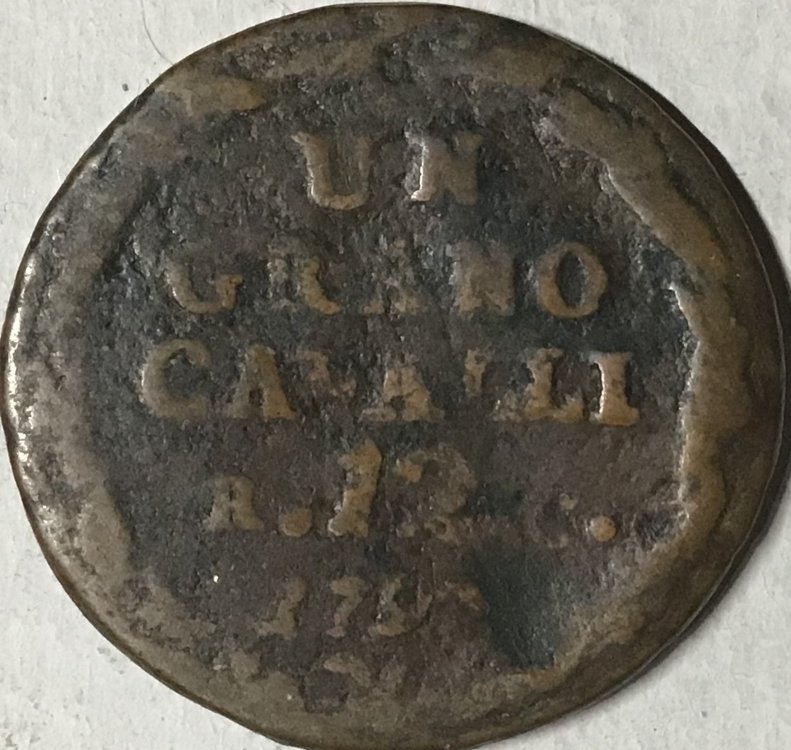 UN
GRANO
CAVALLI
R. 12 C.